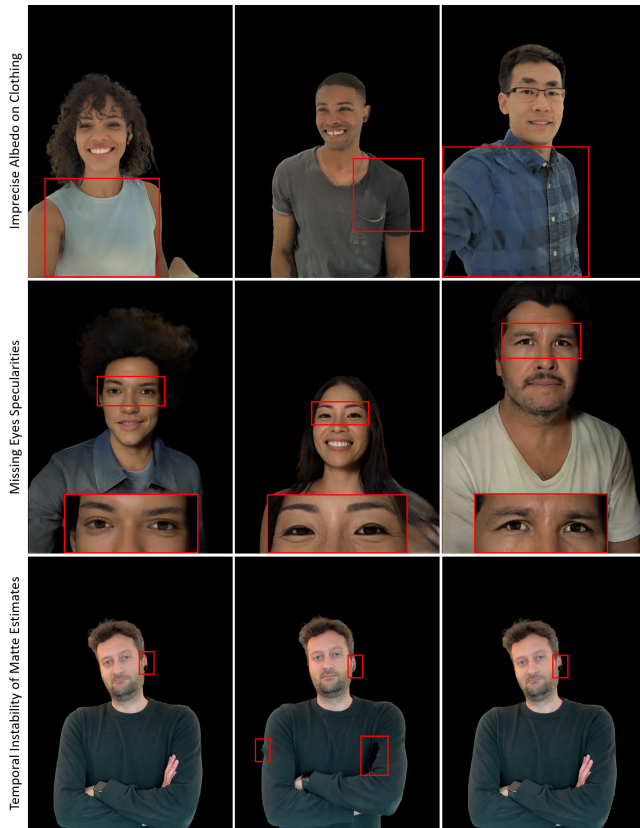 Imprecise Albedo on Clothing
Missing Eyes Specularities
Temporal Instability of Matte Estimates